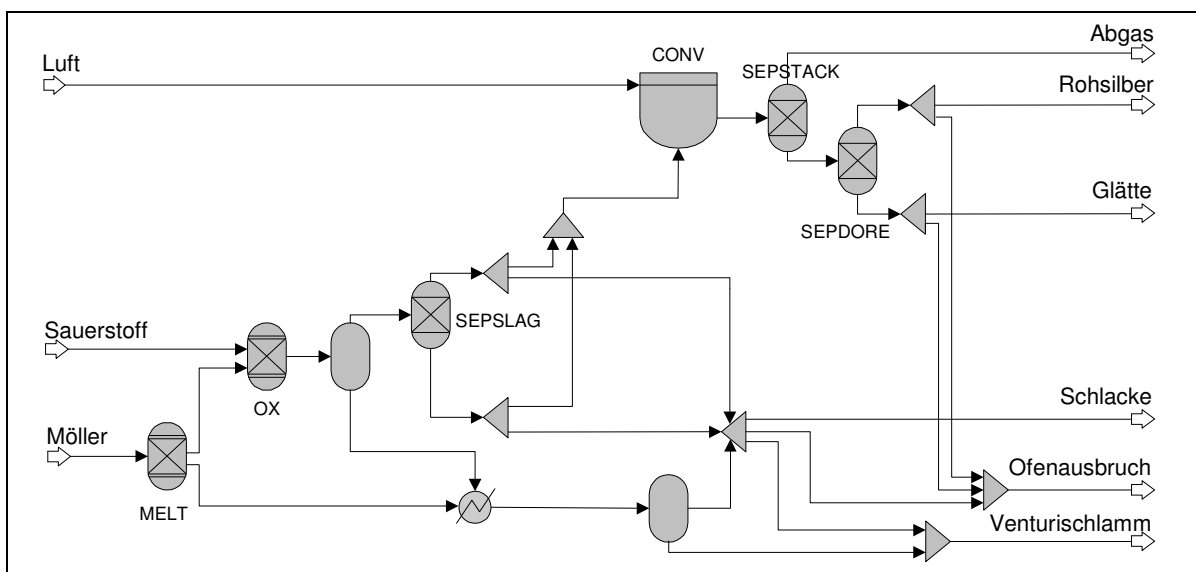 Abgas
Luft
CONV
SEPSTACK
Rohsilber
Glätte
SEPDORE
SEPSLAG
Sauerstoff
OX
Schlacke
Möller
Ofenausbruch
MELT
Venturischlamm